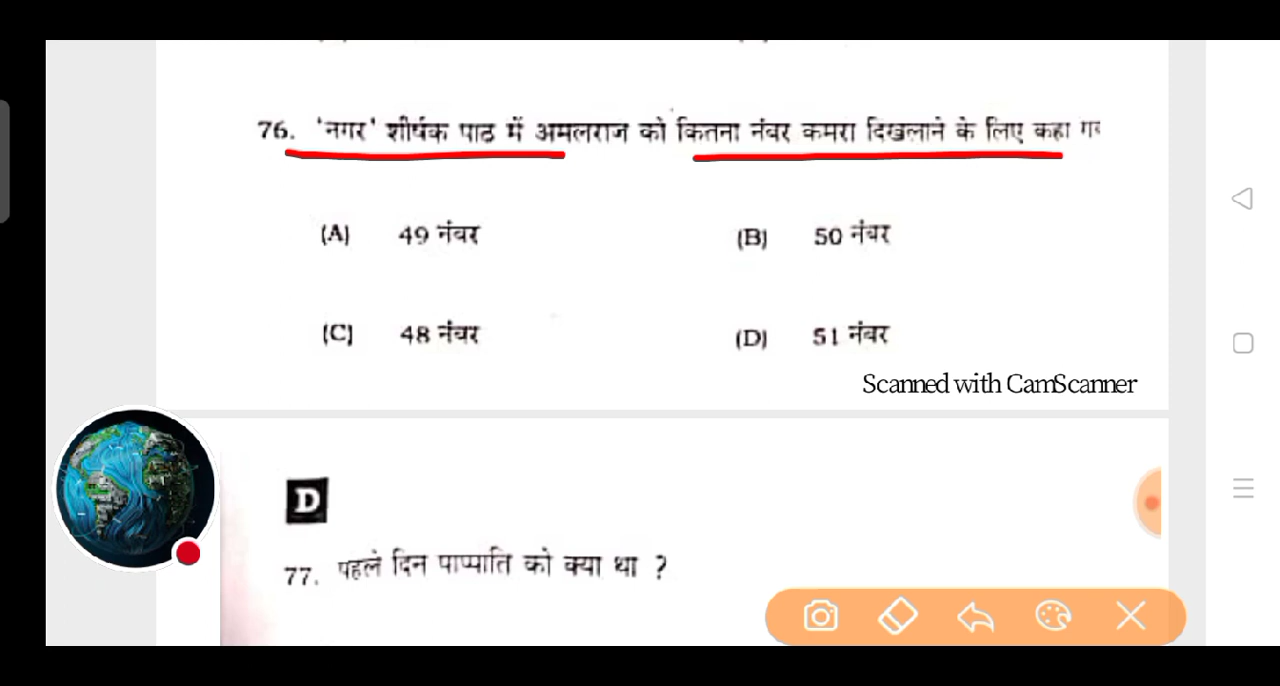 76. 'नगर' शीर्षक पाठ में अमलराज को कितना नंबर कमरा दिखलाने के लिए कहा
(A) 49 नंबर (B) 50 नंबर
(C) 48 नंबर (D) 51 नंबर
Scanned with CamScanner
D
77. पहले दिन पाप्पाति को क्या था ?